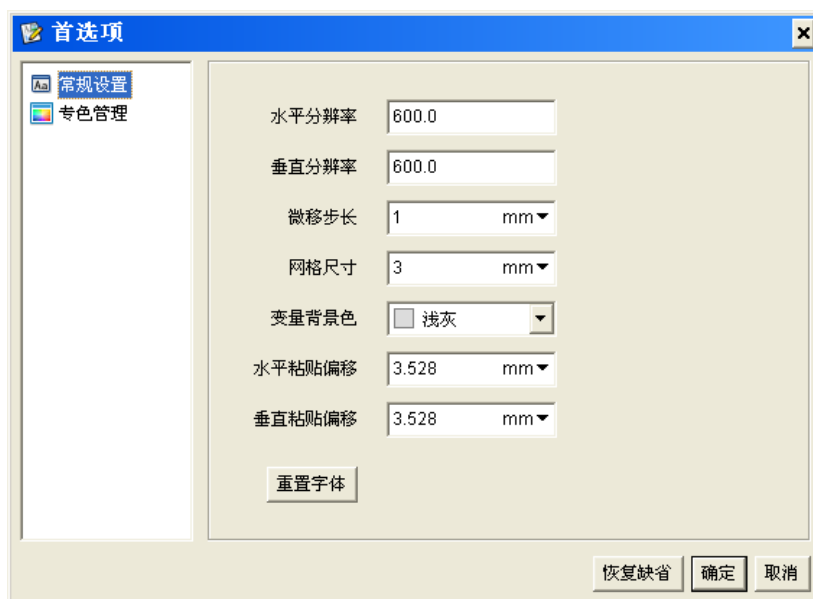 首选项
常规设置
专色管理
水平分辨率 600.0
垂直分辨率 600.0
微移步长 1 mm
网格尺寸 3 mm
变量背景色 浅灰
水平粘贴偏移 3.528 mm
垂直粘贴偏移 3.528 mm
重置字体
恢复缺省 确定 取消